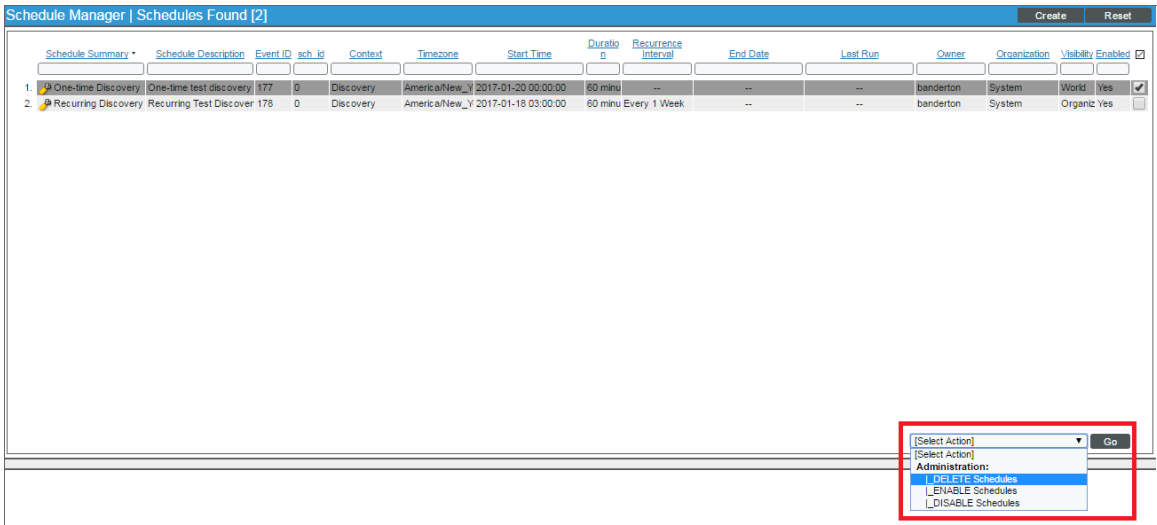 Schedule Manager | Schedules Found [2] Create Reset
Schedule Summary • Schedule Description Event ID sch_id Context Timezone Start Time Duratio n Recurrence Interval End Date Last Run Owner Organization Visibility Enabled
1. One-time Discovery One-time test discovery 177 0 Discovery America/New_Y 2017-01-20 00:00:00 60 minu -- -- -- banderton System World Yes
2. Recurring Discovery Recurring Test Discover 178 0 Discovery America/New_Y 2017-01-18 03:00:00 60 minu Every 1 Week -- -- banderton System Organiz Yes
[Select Action] Go
[Select Action]
Administration:
|_DELETE Schedules
|_ENABLE Schedules
|_DISABLE Schedules